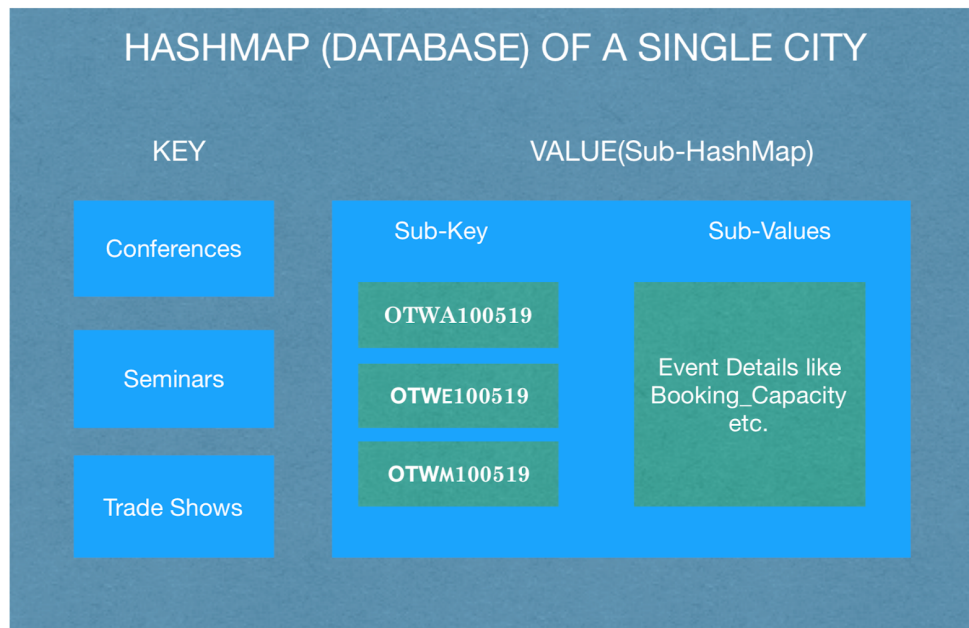 HASHMAP (DATABASE) OF A SINGLE CITY
KEY
VALUE(Sub-HashMap)
Conferences
Seminars
Trade Shows
Sub-Key
Sub-Values
OTWA100519
OTWE100519
OTWM100519
Event Details like
Booking_Capacity
etc.